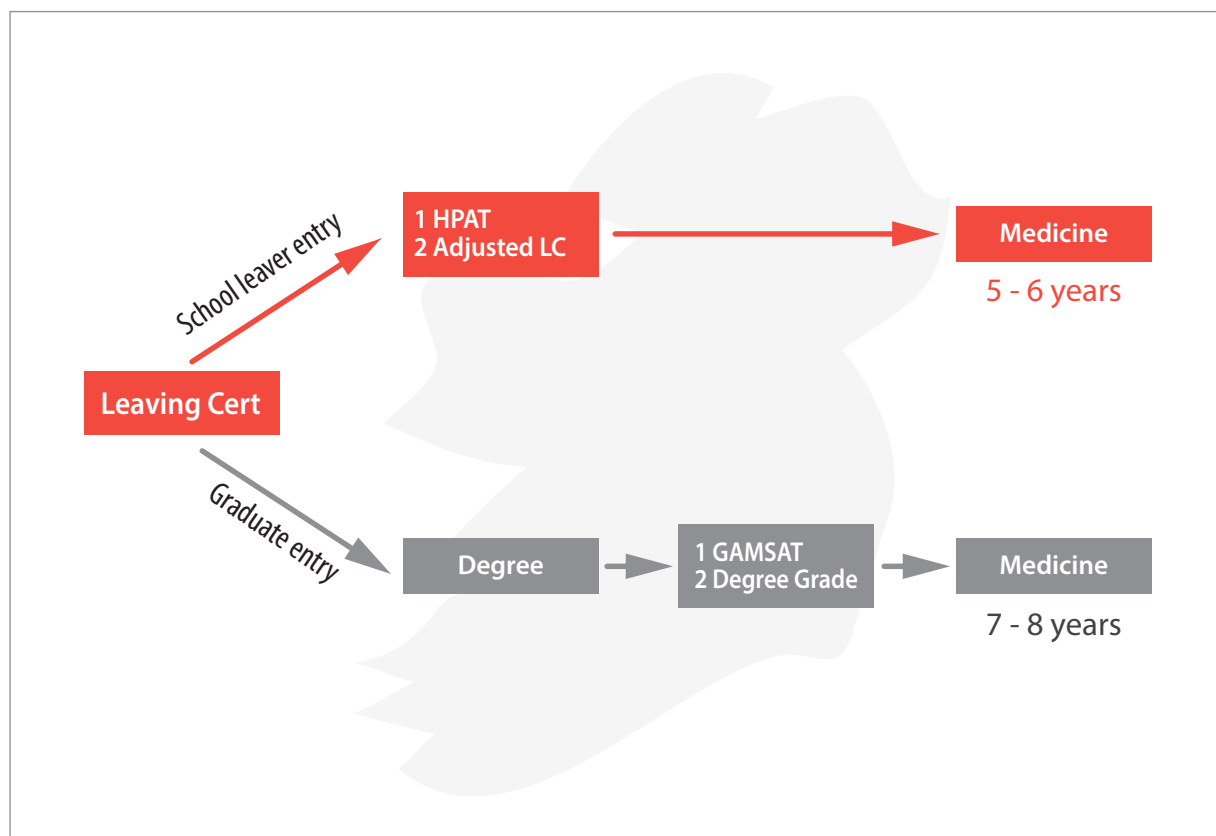 School leaver entry
1 HPAT
2 Adjusted LC
Medicine
5 - 6 years
Leaving Cert
Graduate entry
Degree
1 GAMSAT
2 Degree Grade
Medicine
7 - 8 years